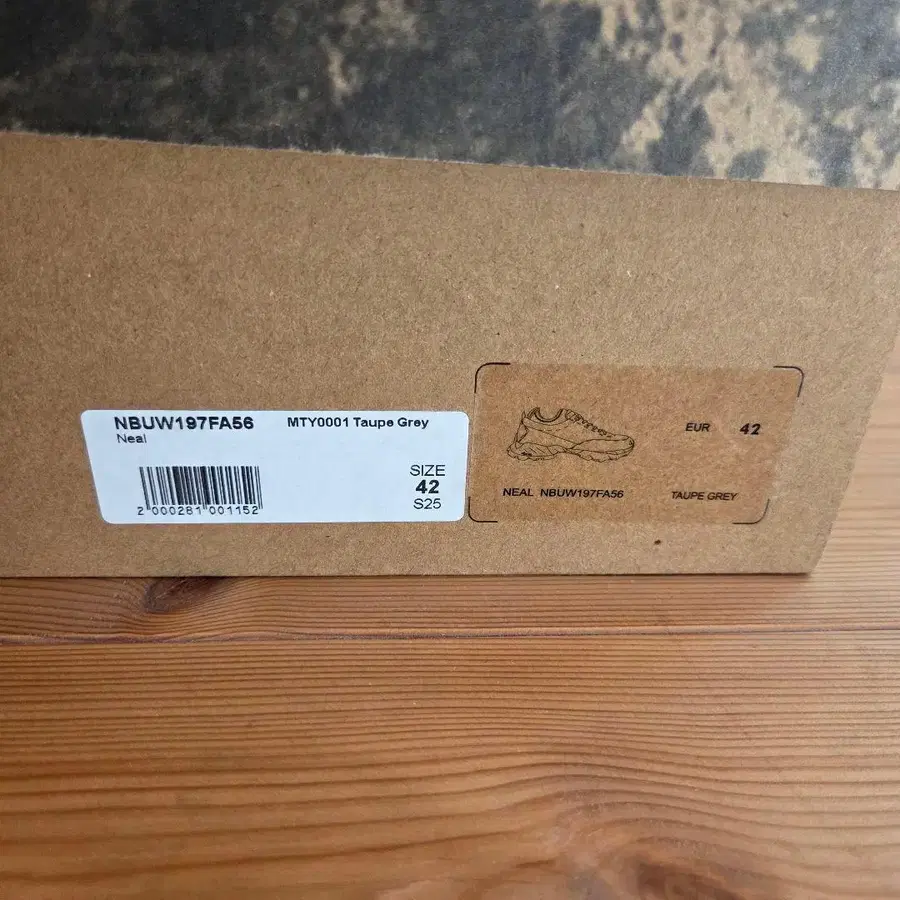 NBUW197FA56 MTY0001 Taupe Grey
Neal
SIZE
42
S25
2 000281 001152
EUR 42
NEAL NBUW197FA56 TAUPE GREY